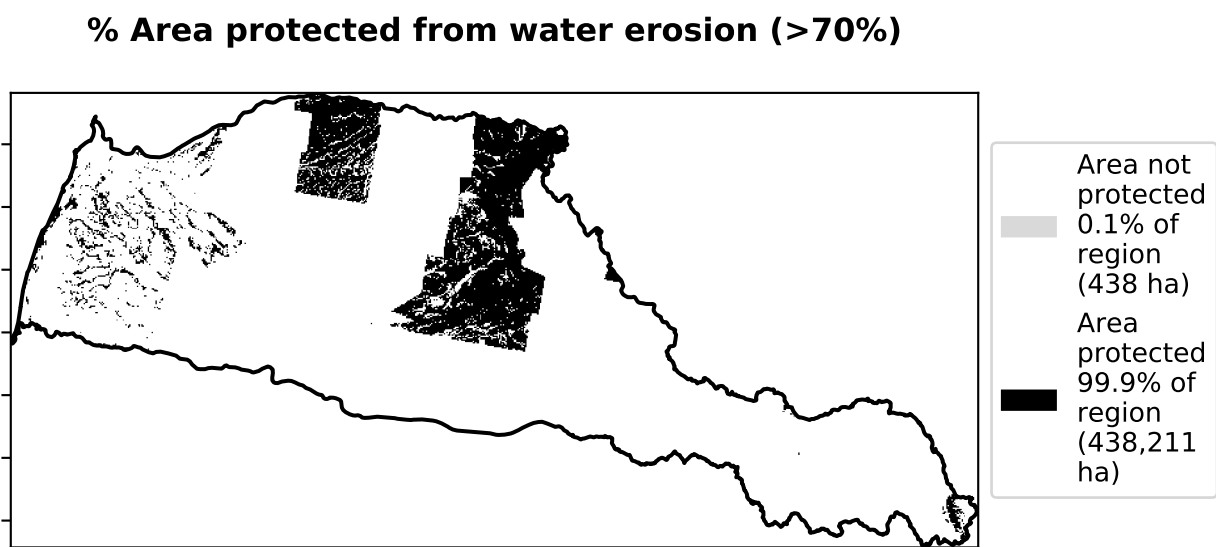 % Area protected from water erosion (>70%)
Area not
protected
0.1% of
region
(438 ha)
Area
protected
99.9% of
region
(438,211
ha)